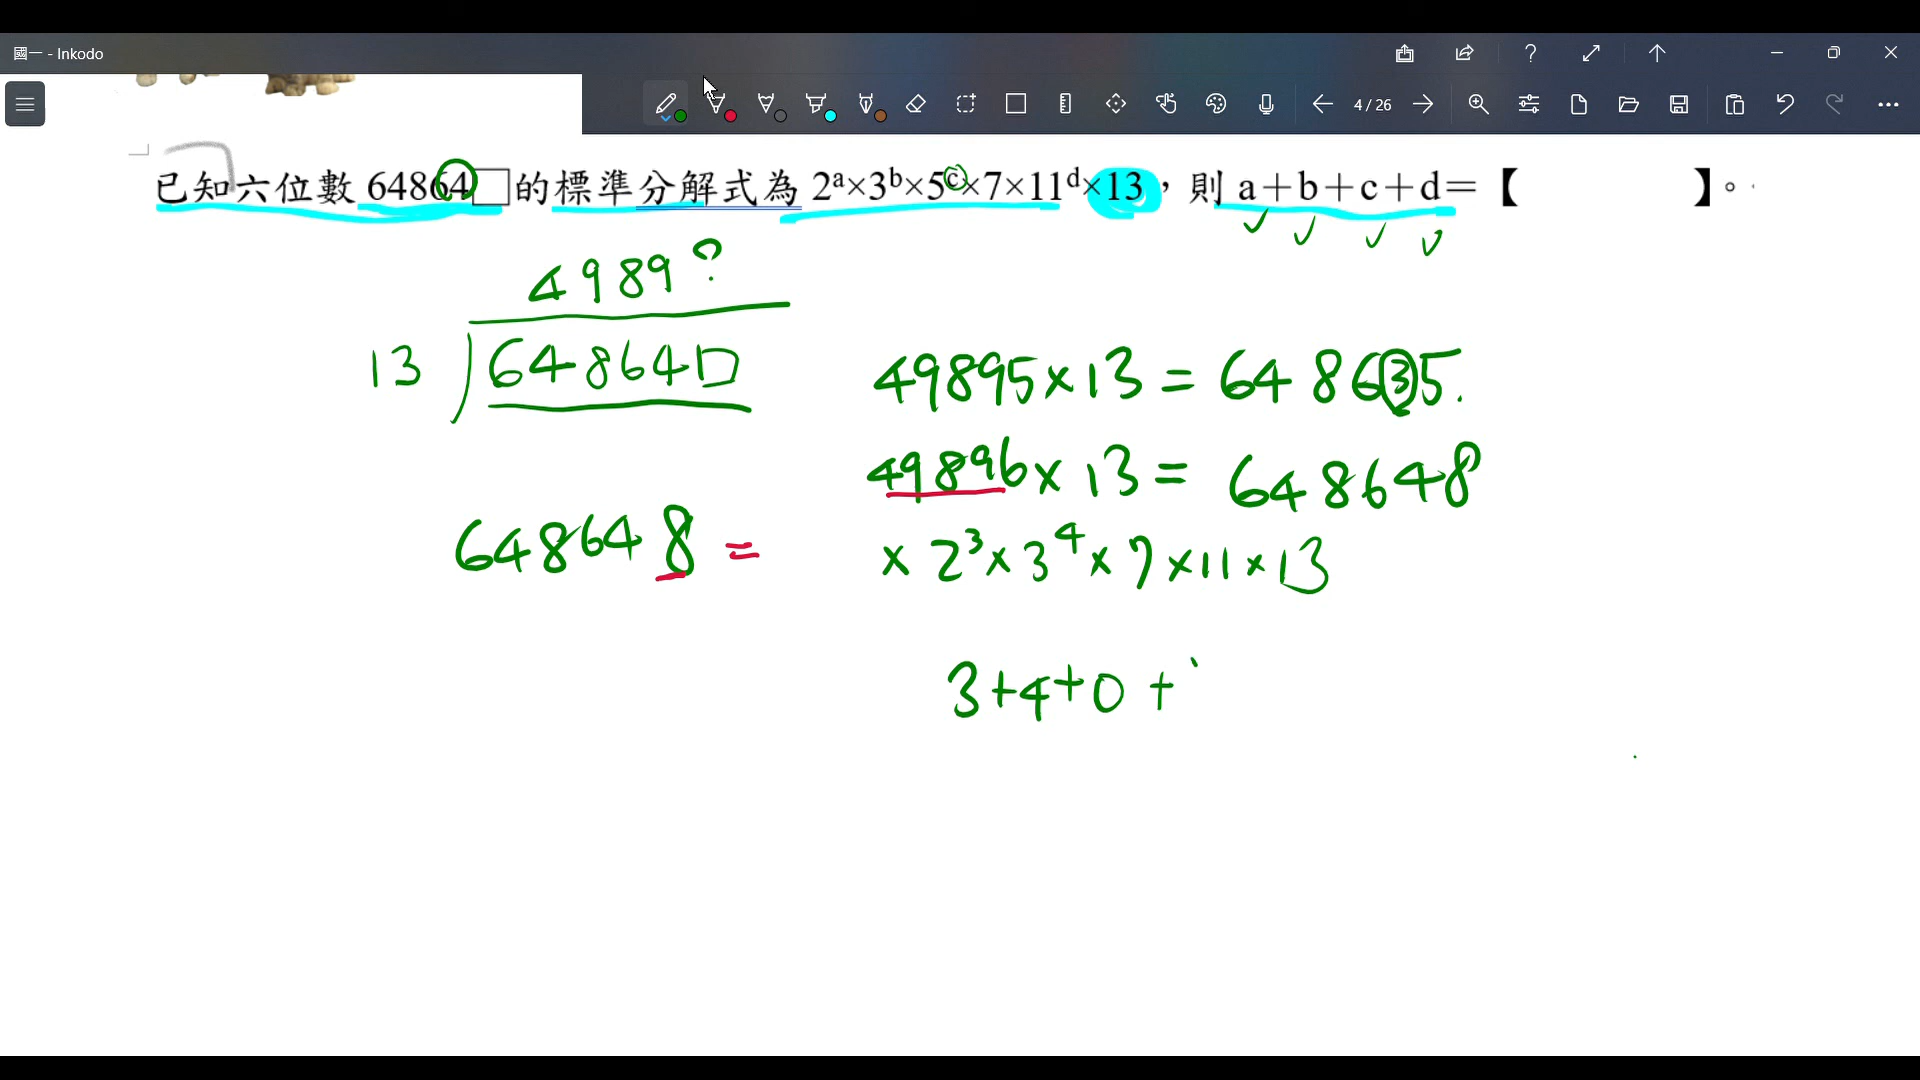 國一 - Inkodo
4 / 26
已知六位數 64864□的標準分解式為 2ᵃ×3ᵇ×5ᶜ×7×11ᵈ×13，則 a＋b＋c＋d＝【 】。
4989?
13 64864□
49895×13 = 648635.
49896×13 = 648648
648648 =
×2³×3⁴×7×11×13
3+4+0+